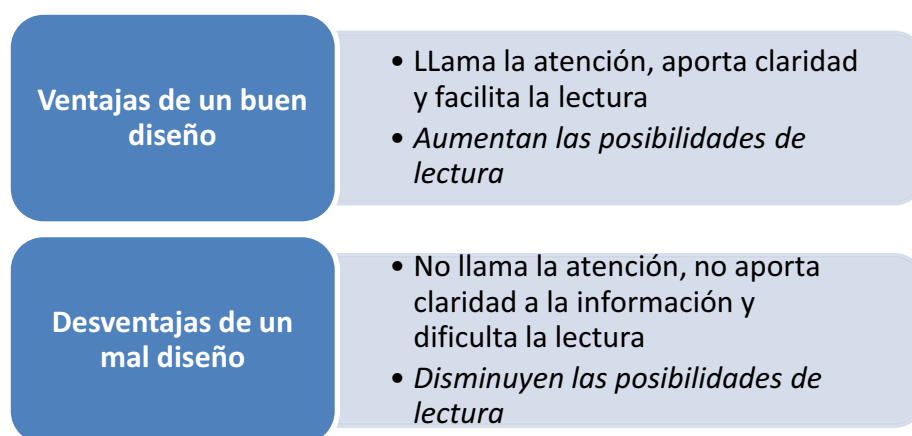 Ventajas de un buen
diseño
• LLama la atención, aporta claridad
y facilita la lectura
• Aumentan las posibilidades de
lectura
Desventajas de un
mal diseño
• No llama la atención, no aporta
claridad a la información y
dificulta la lectura
• Disminuyen las posibilidades de
lectura